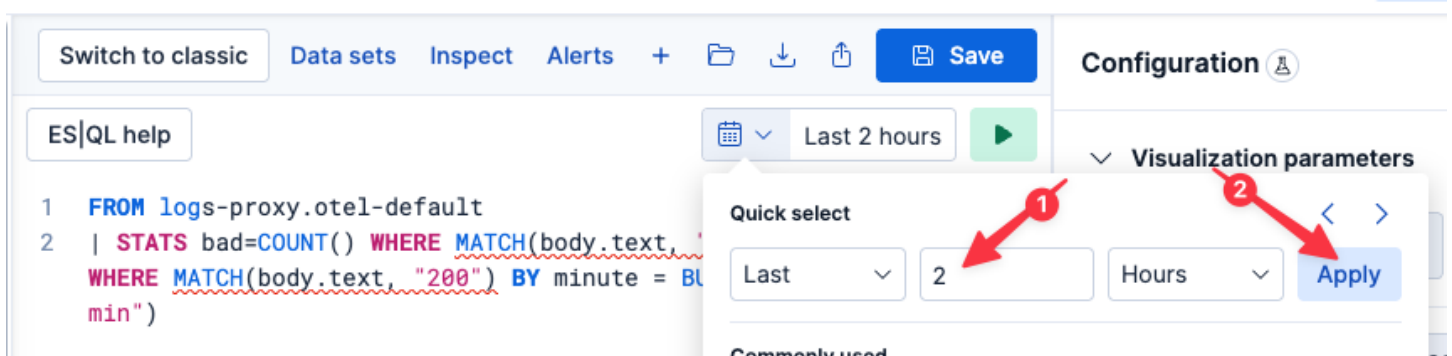 Switch to classic Data sets Inspect Alerts + Save
Configuration
ES|QL help Last 2 hours
Visualization parameters
1 FROM logs-proxy.otel-default
2 | STATS bad=COUNT() WHERE MATCH(body.text, "
WHERE MATCH(body.text, "200") BY minute = BU
min")
Quick select
1
2
Last 2 Hours Apply
Commonly used